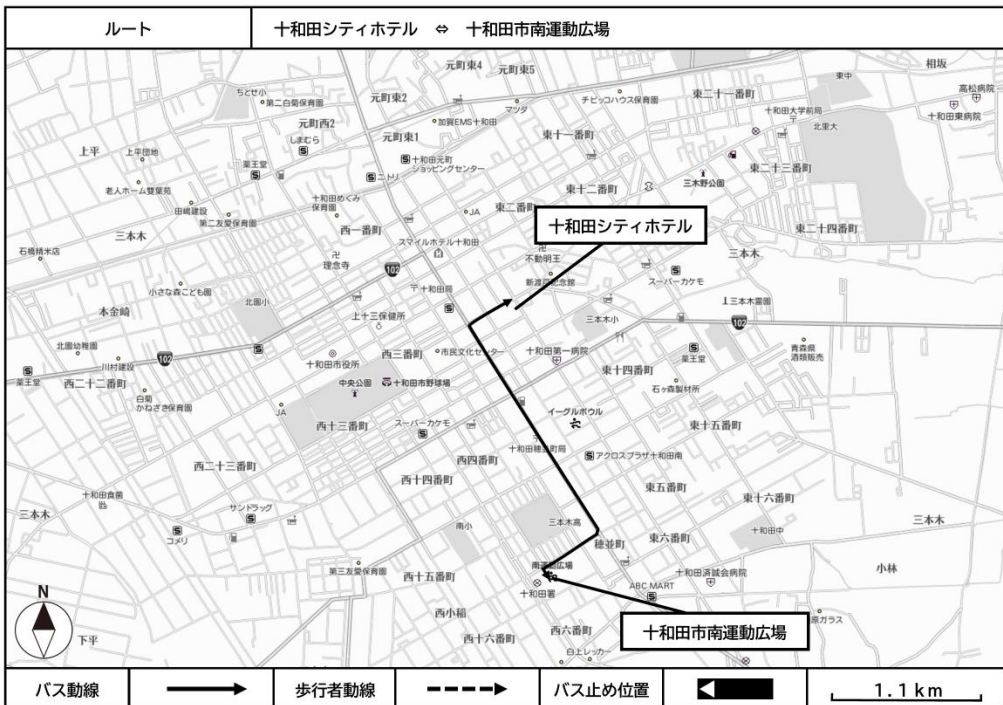 ルート
十和田シティホテル ⇔ 十和田市南運動広場
元町東4
元町東5
相坂
ちとせ小
第二白菊保育園
元町東2
マツダ
チビッコハウス保育園
東二十一番町
東中
高松病院
十和田東病院
元町西2
加賀EMS十和田
十和田大学前局
北里大
上平
上平団地
しまむら
元町東1
東十一番町
薬王堂
十和田元町
ショッピングセンター
東二十三番町
老人ホーム雙葉苑
ニトリ
三木野公園
田嶋建設
十和田めぐみ
保育園
東十二番町
第二友愛保育園
JA
東二番町
東二十四番町
三本木
西一番町
スマイルホテル十和田
十和田シティホテル
三本木
石橋精米店
理念寺
102
不動明王
新渡戸記念館
スーパーカケモ
小さな森こども園
十和田局
三本木霊園
本金崎
北園小
上十三保健所
三本木小
102
北園幼稚園
102
西三番町
市民文化センター
十和田第一病院
青森県
酒類販売
薬王堂
川村建設
十和田市役所
東十四番町
薬王堂
西二十二番町
中央公園
十和田市野球場
石ヶ森製材所
白菊
かねざき保育園
JA
イーグルボウル
西十三番町
スーパーカケモ
東十五番町
十和田穂並町局
西四番町
アクロスプラザ十和田南
西二十三番町
西十四番町
東五番町
十和田食菌
東十六番町
三本木
サンドラッグ
南小
三本木高
十和田中
三本木
コメリ
穂並町
東六番町
第三友愛保育園
南運動広場
西十五番町
十和田済誠会病院
小林
十和田署
ABC MART
N
西小稲
原ガラス
下平
西十六番町
西六番町
十和田市南運動広場
白上レッカー
バス動線
歩行者動線
バス止め位置
1.1km